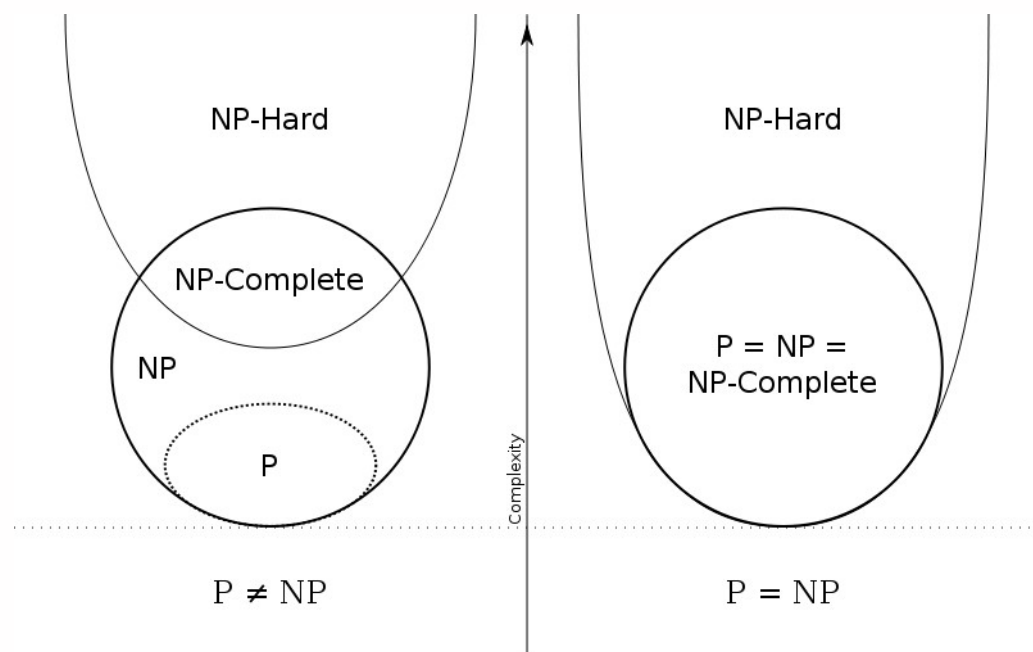 NP-Hard
NP-Complete
NP
P
P ≠ NP
Complexity
NP-Hard
P = NP =
NP-Complete
P = NP